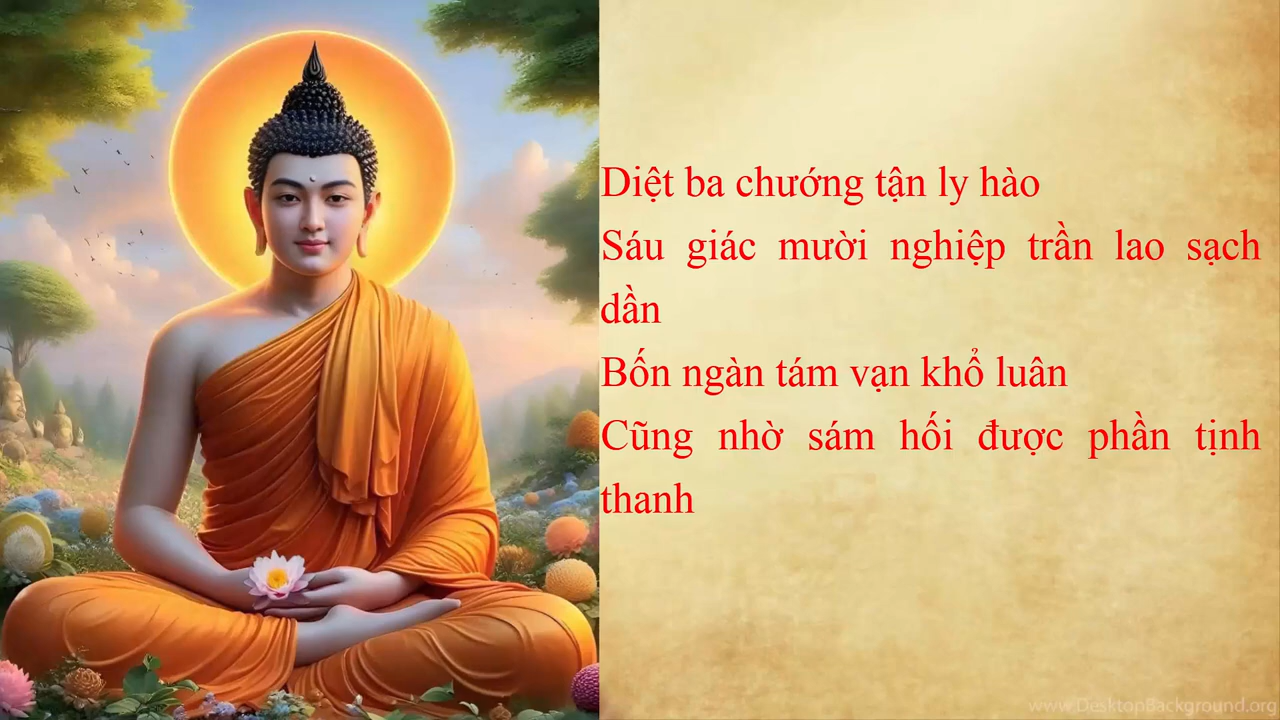 Diệt ba chướng tận ly hào
Sáu giác mười nghiệp trần lao sạch
dần
Bốn ngàn tám vạn khổ luân
Cũng nhờ sám hối được phần tịnh
thanh
www.DesktopBackground.org